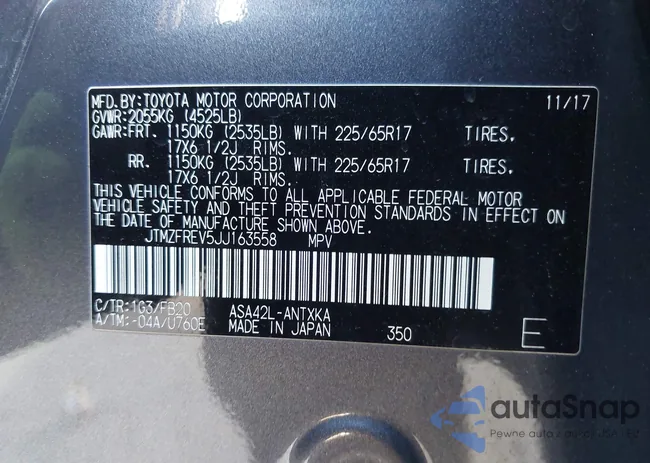 MFD.BY:TOYOTA MOTOR CORPORATION 11/17
GVWR:2055KG (4525LB)
GAWR:FRT. 1150KG (2535LB) WITH 225/65R17 TIRES.
17X6 1/2J RIMS.
RR. 1150KG (2535LB) WITH 225/65R17 TIRES.
17X6 1/2J RIMS.
THIS VEHICLE CONFORMS TO ALL APPLICABLE FEDERAL MOTOR
VEHICLE SAFETY AND THEFT PREVENTION STANDARDS IN EFFECT ON
THE DATE OF MANUFACTURE SHOWN ABOVE.
JTMZFREV5JJ163558 MPV
C/TR:1G3/FB20 ASA42L-ANTXKA
A/TM:-04A/U760E MADE IN JAPAN 350 E
autoSnap
Pewne auto z